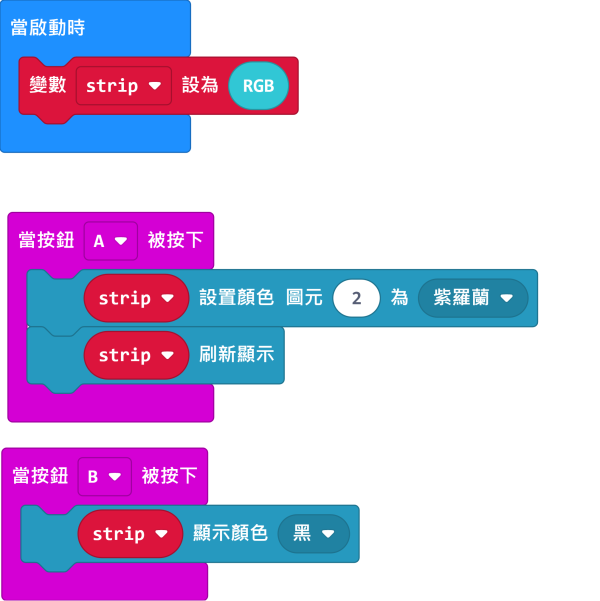 當啟動時
變數 strip 設為 RGB
當按鈕 A 被按下
strip 設置顏色 圖元 2 為 紫羅蘭
strip 刷新顯示
當按鈕 B 被按下
strip 顯示顏色 黑